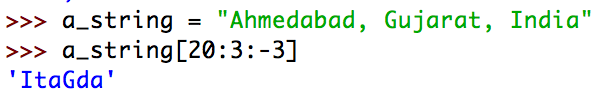 >>> a_string = "Ahmedabad, Gujarat, India"
>>> a_string[20:3:-3]
'ItaGda'